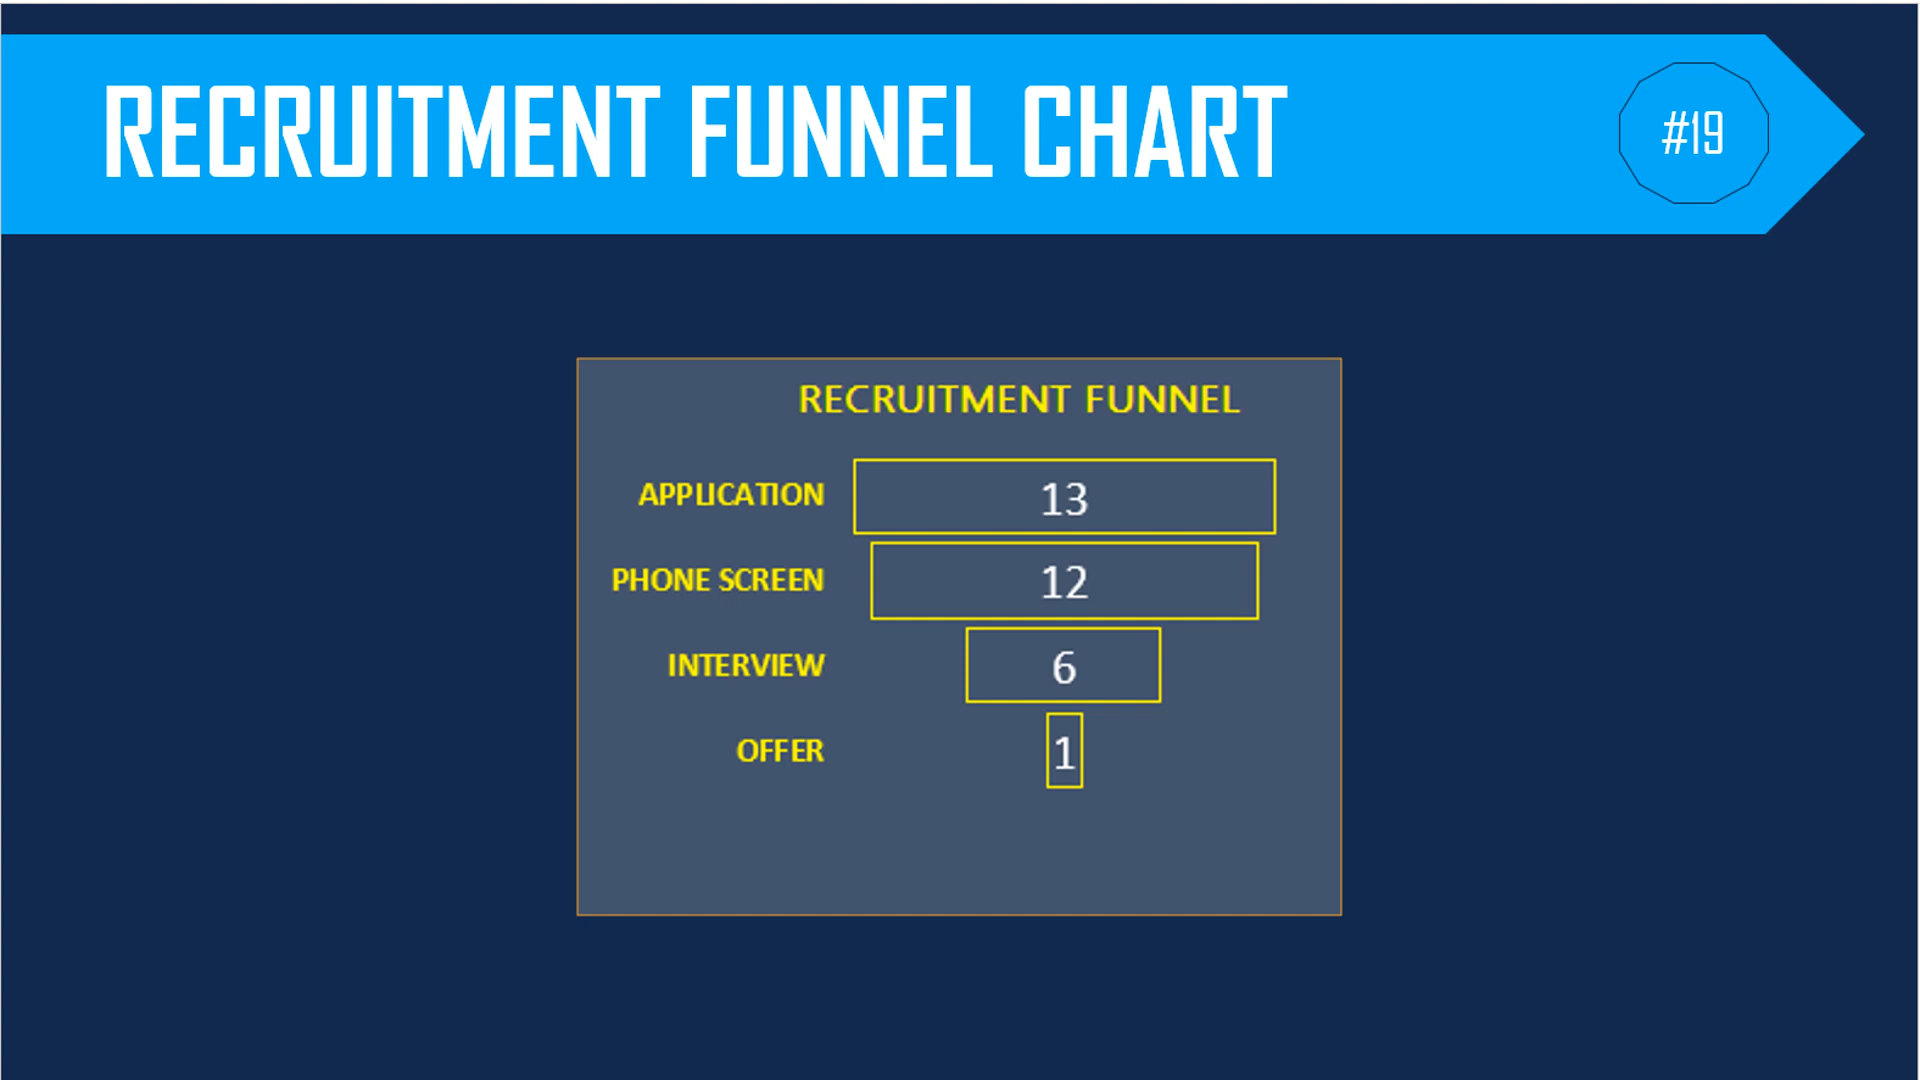 RECRUITMENT FUNNEL CHART
#19
RECRUITMENT FUNNEL
APPLICATION 13
PHONE SCREEN 12
INTERVIEW 6
OFFER 1